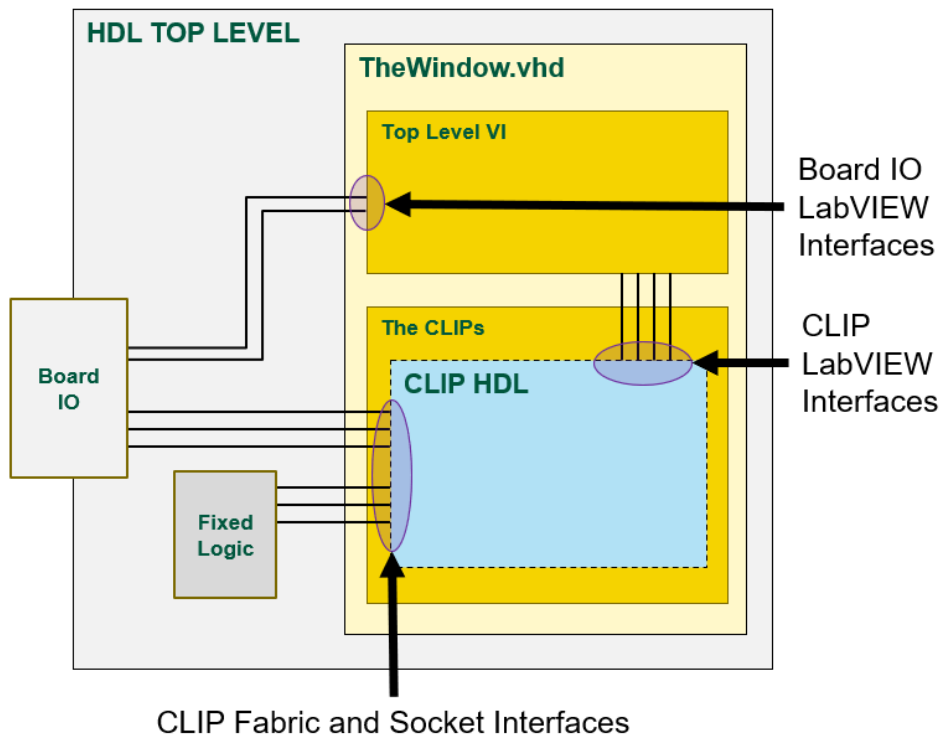 HDL TOP LEVEL
TheWindow.vhd
Top Level VI
Board IO
LabVIEW
Interfaces
The CLIPs
CLIP
LabVIEW
Interfaces
CLIP HDL
Board
IO
Fixed
Logic
CLIP Fabric and Socket Interfaces